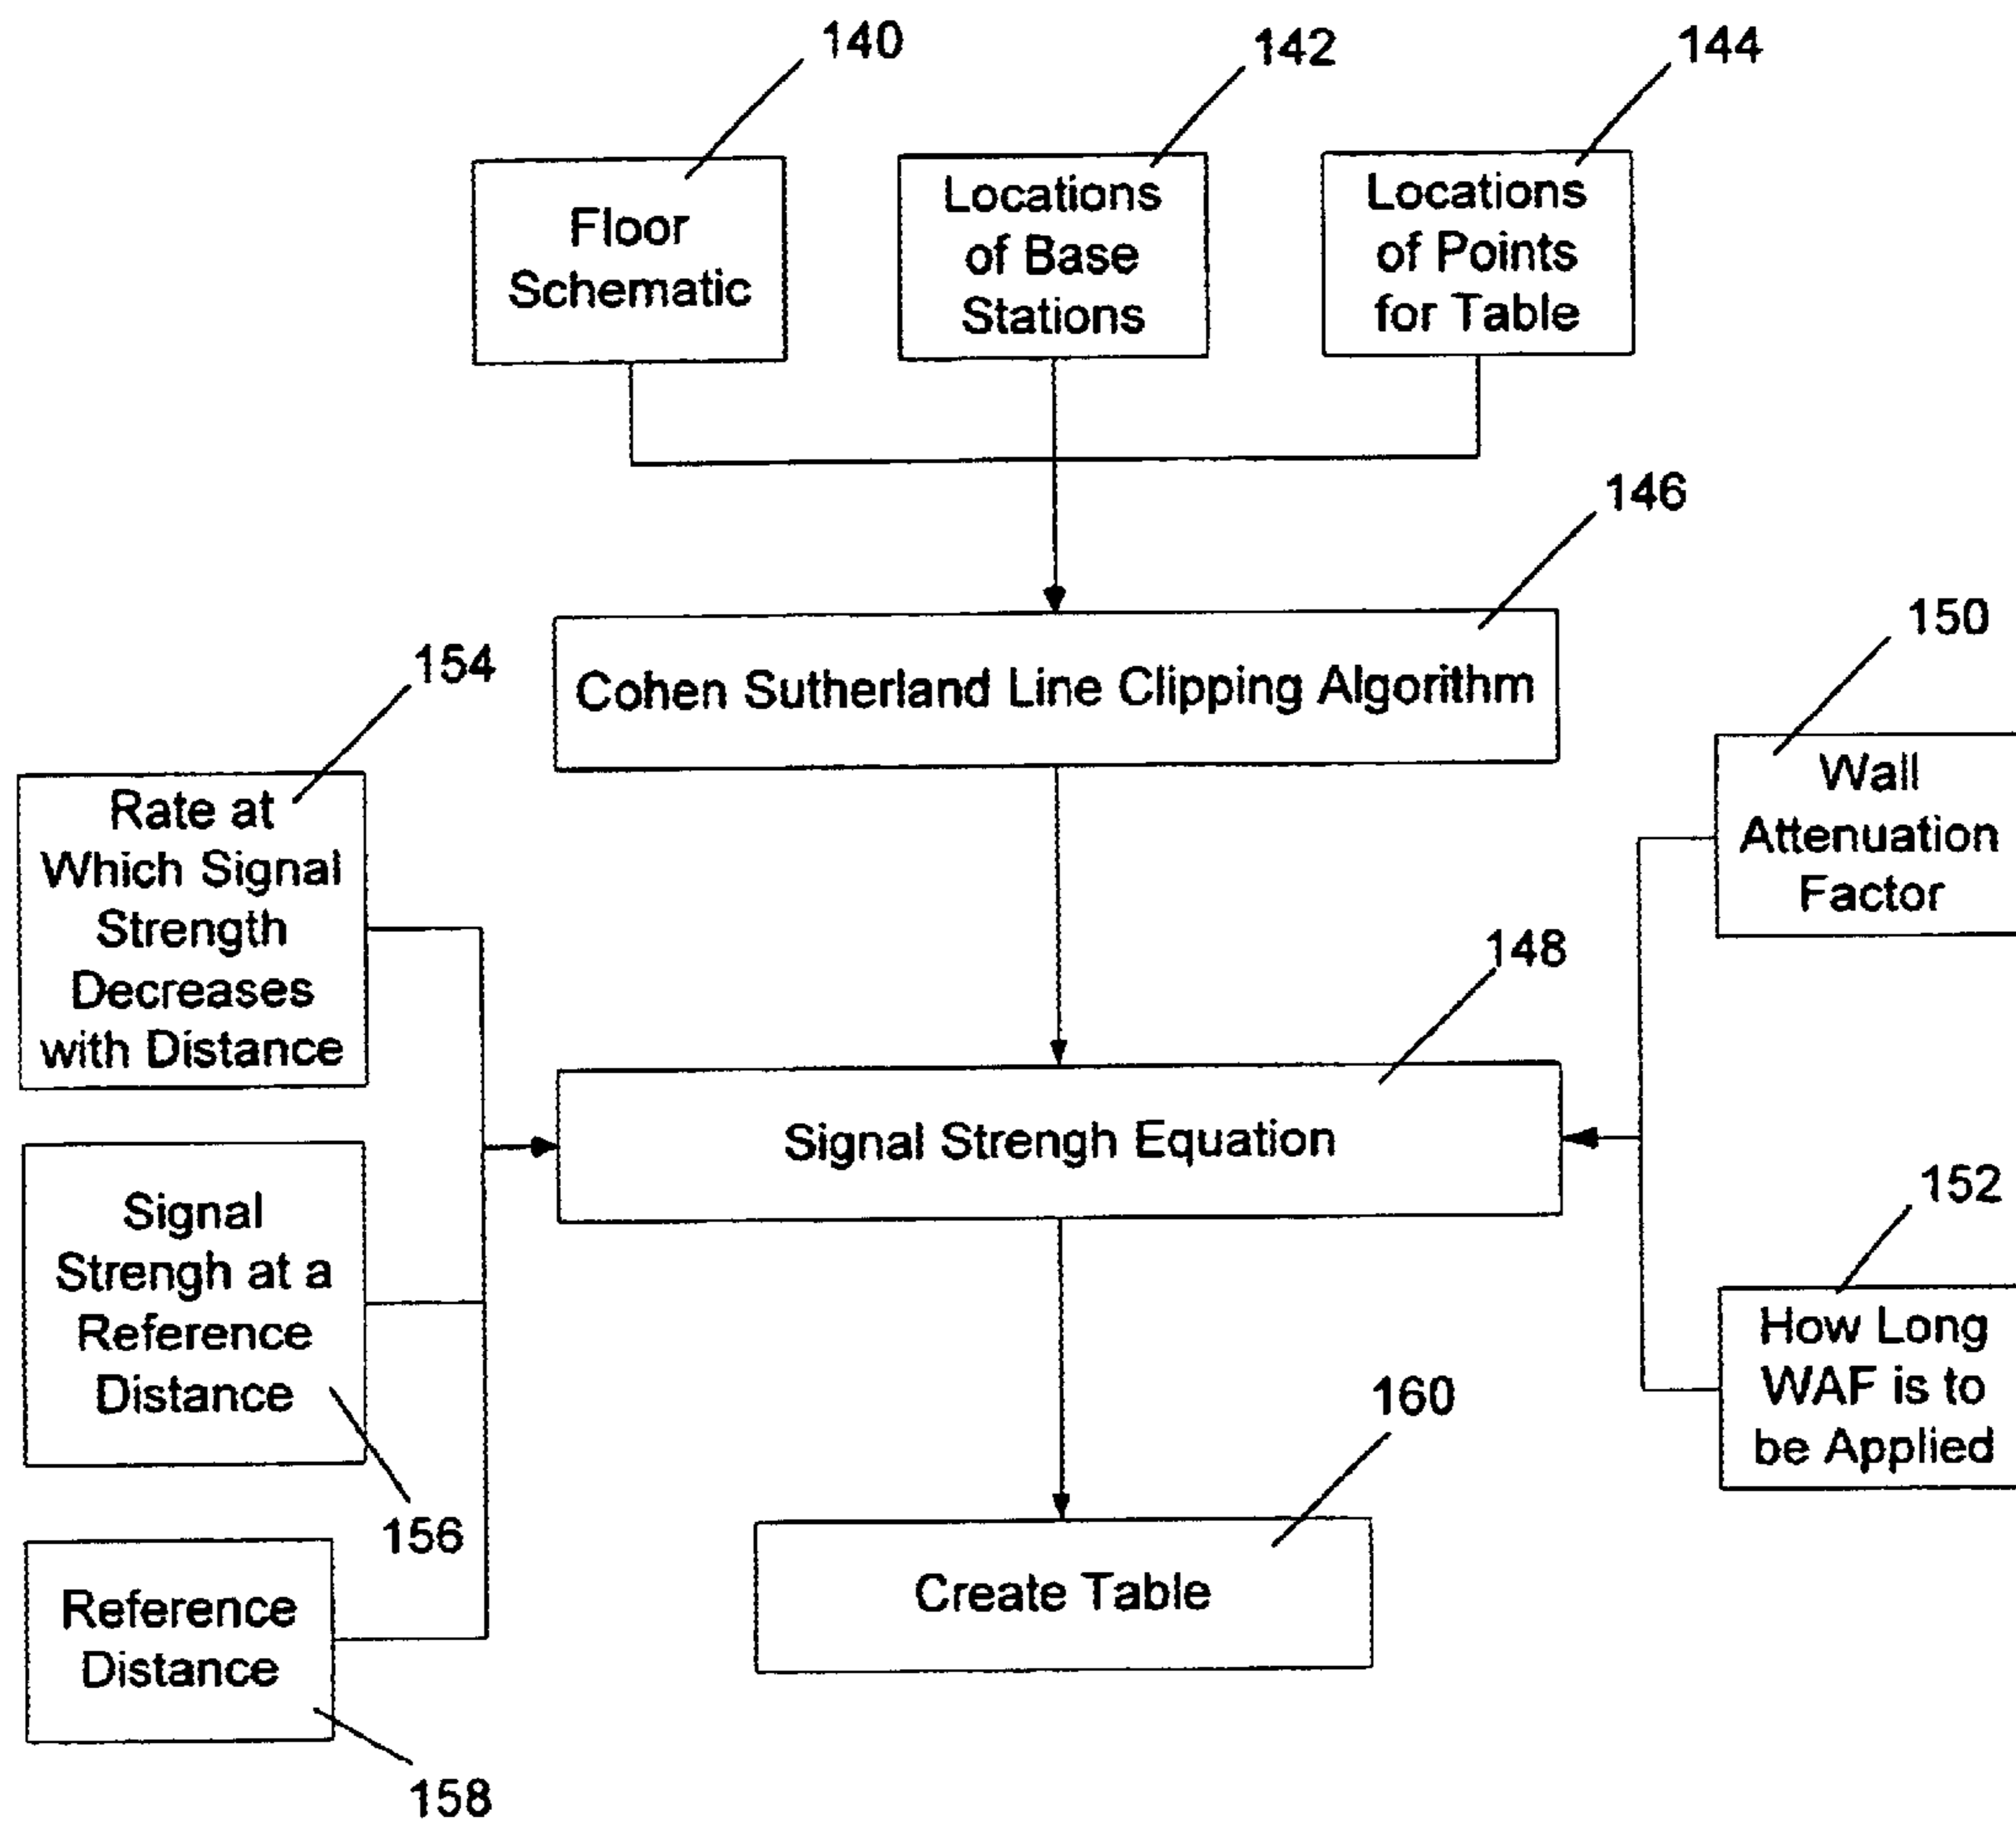 140
142
144
Floor
Schematic
Locations
of Base
Stations
Locations
of Points
for Table
146
Cohen Sutherland Line Clipping Algorithm
154
150
Rate at
Which Signal
Strength
Decreases
with Distance
Wall
Attenuation
Factor
148
Signal Strengh Equation
152
Signal
Strengh at a
Reference
Distance
156
How Long
WAF is to
be Applied
160
Create Table
Reference
Distance
158